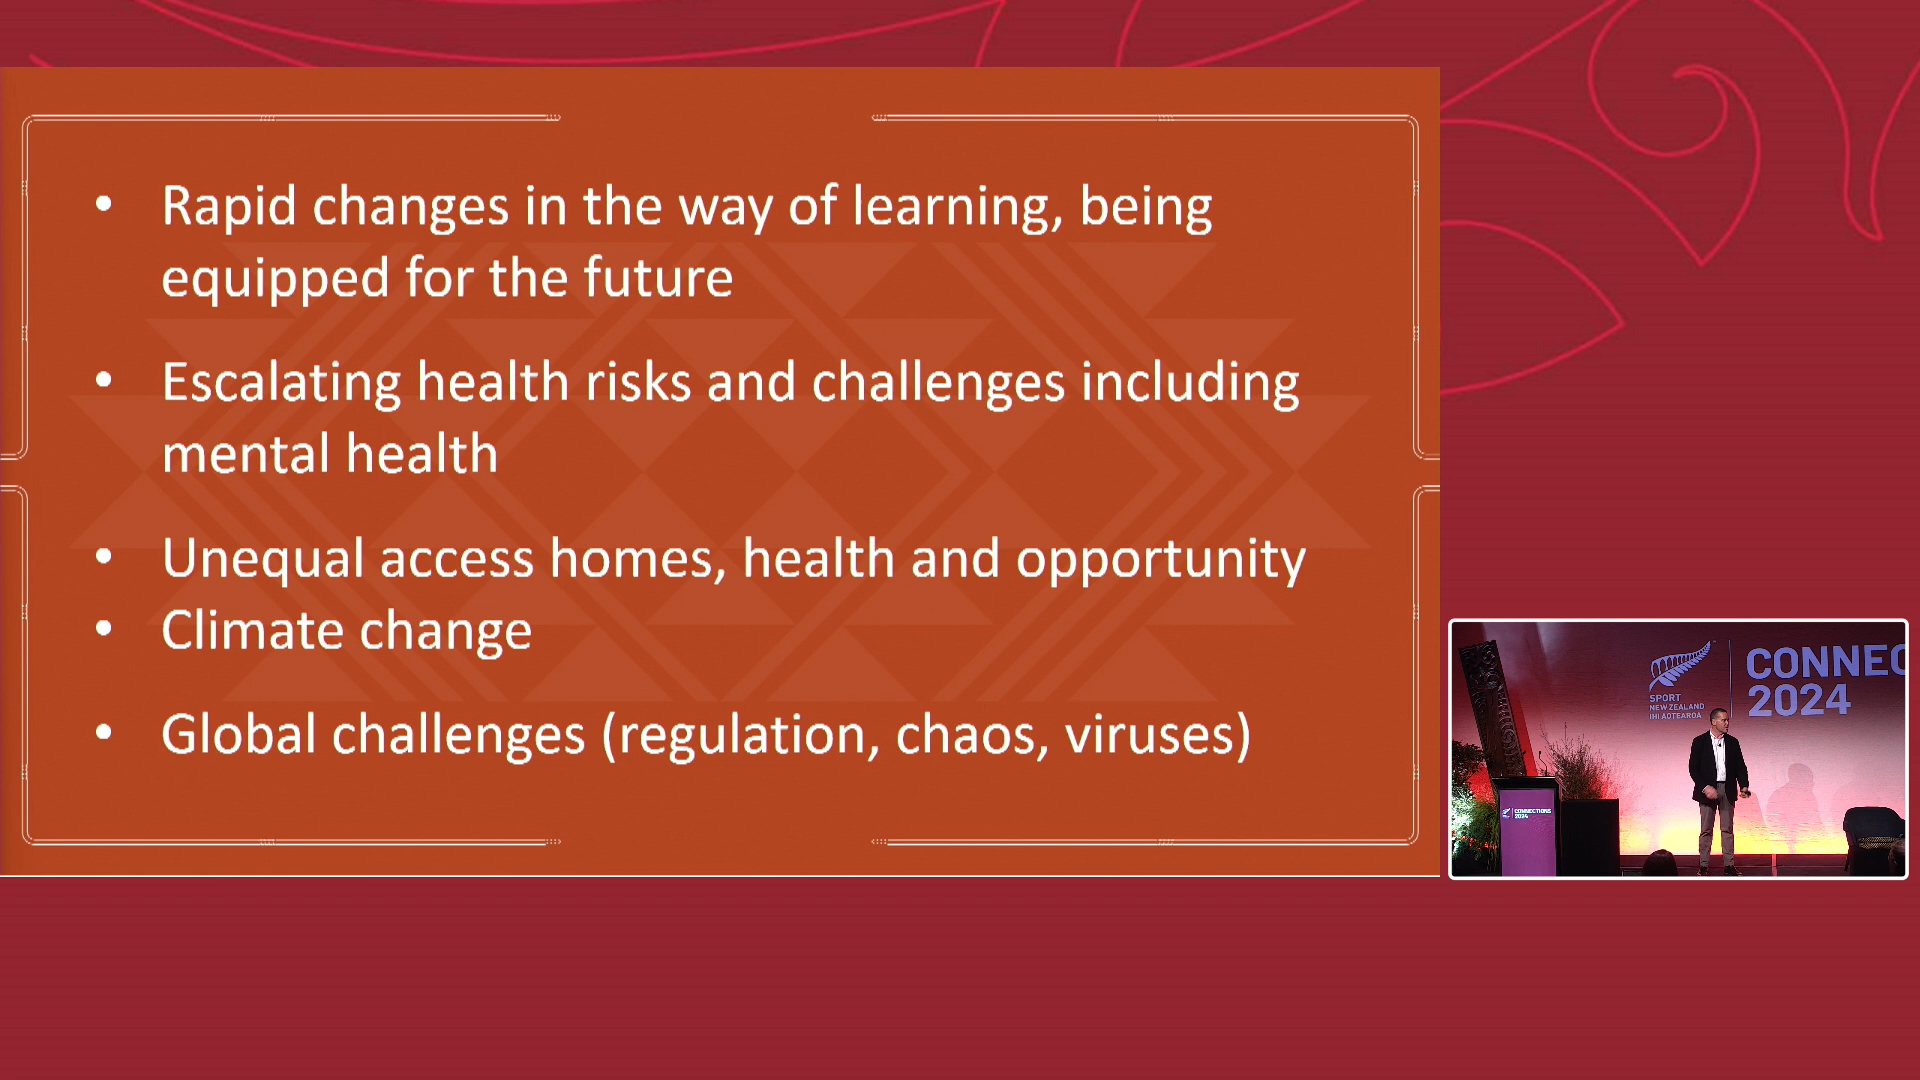 • Rapid changes in the way of learning, being
equipped for the future
• Escalating health risks and challenges including
mental health
• Unequal access homes, health and opportunity
• Climate change
• Global challenges (regulation, chaos, viruses)
SPORT
NEW ZEALAND
IHI AOTEAROA
CONNEC
2024
CONNECTIONS
2024